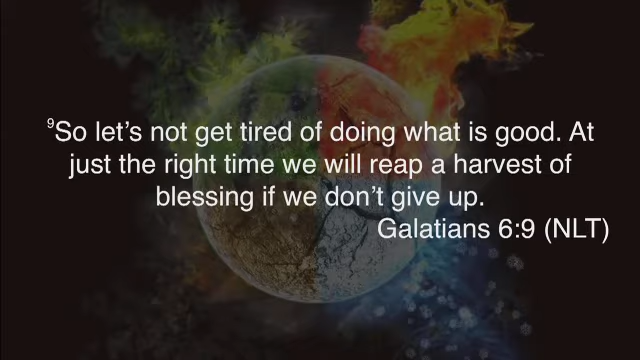 ⁹So let’s not get tired of doing what is good. At
just the right time we will reap a harvest of
blessing if we don’t give up.
Galatians 6:9 (NLT)